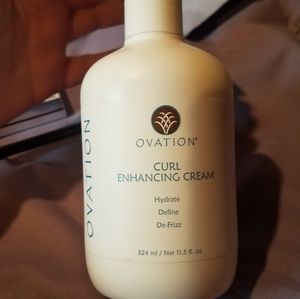 OVATION
OVATION®
CURL
ENHANCING CREAM
Hydrate
Define
De-Frizz
324 ml / Net 11.5 fl. oz.